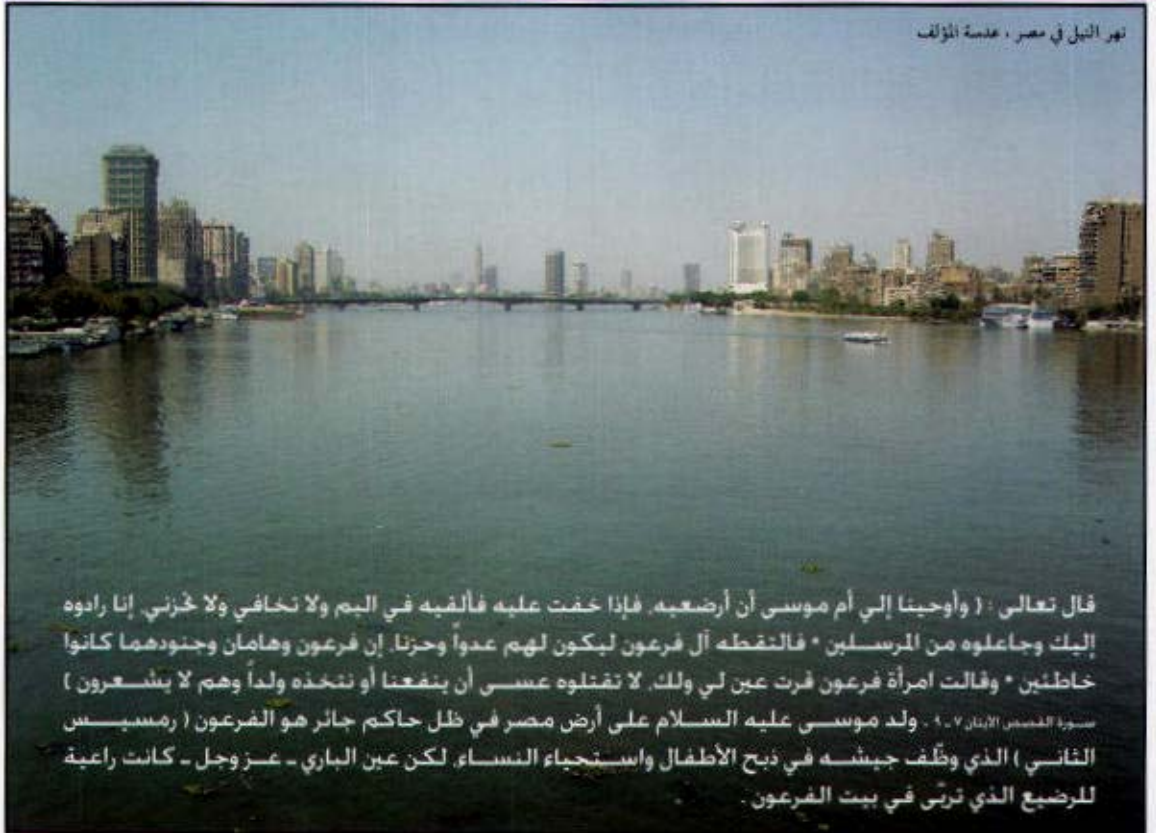 نهر النيل في مصر ، عدسة المؤلف
قال تعالى : ( وأوحينا إلي أم موسى أن أرضعيه. فإذا خفت عليه فألقيه في اليم ولا تخافي ولا تحزني. إنا رادوه
إليك وجاعلوه من المرسلين * فالتقطه آل فرعون ليكون لهم عدواً وحزنا. إن فرعون وهامان وجنودهما كانوا
خاطئين * وقالت امرأة فرعون قرت عين لي ولك. لا تقتلوه عسى أن ينفعنا أو نتخذه ولداً وهم لا يشعرون )
سورة القصص الآيتان ٧ـ٩ . ولد موسى عليه السلام على أرض مصر في ظل حاكم جائر هو الفرعون ( رمسيس
الثاني ) الذي وظّف جيشه في ذبح الأطفال واستحياء النساء. لكن عين الباري ـ عز وجل ـ كانت راعية
للرضيع الذي تربّى في بيت الفرعون .